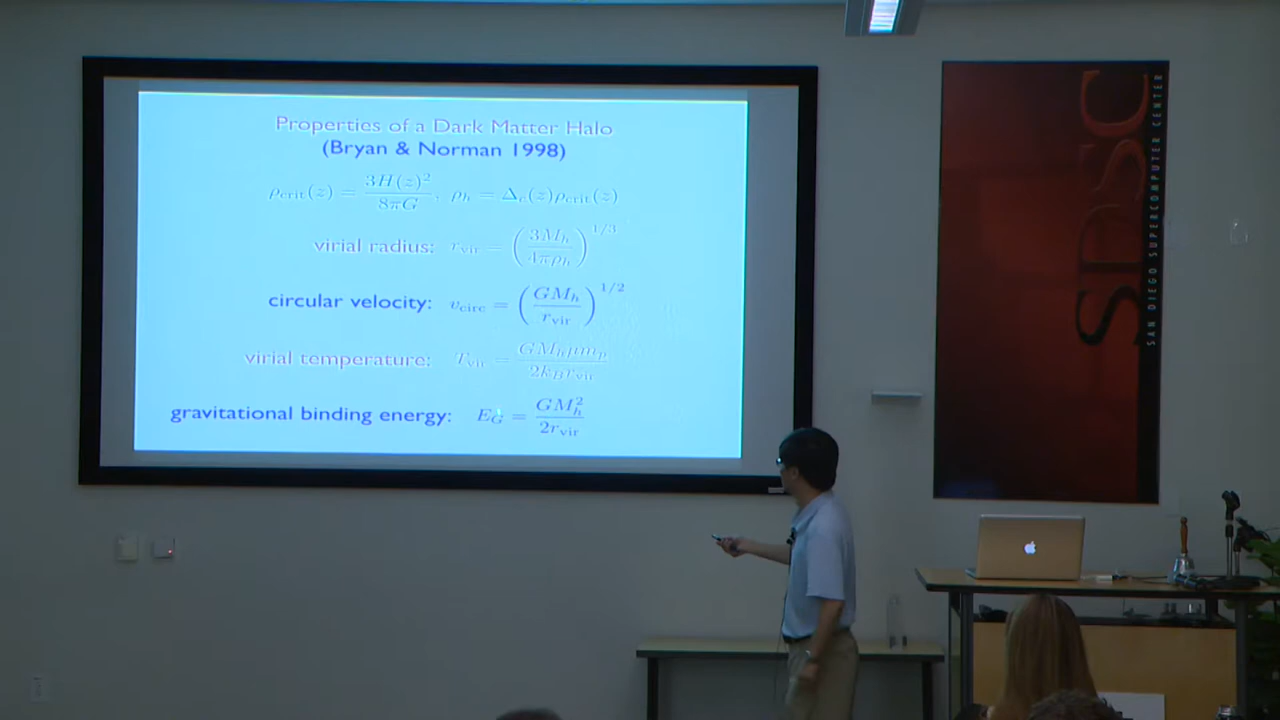 Properties of a Dark Matter Halo
(Bryan & Norman 1998)
ρcrit(z) = 3H(z)² / 8πG, ρh = Δc(z)ρcrit(z)
virial radius: rvir = (3Mh / 4πρh)^1/3
circular velocity: vcirc = (GMh / rvir)^1/2
virial temperature: Tvir = GMhμmp / 2kBrvir
gravitational binding energy: EG = GMh² / 2rvir
SDSC
SAN DIEGO SUPERCOMPUTER CENTER